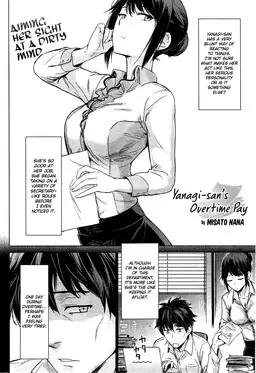 AIMING
HER SIGHT
AT A DIRTY
MIND
YANAGI-SAN
HAS A VERY
BLUNT WAY OF
REACTING TO
THINGS. I'M
NOT SURE WHAT
MAKES HER ACT
LIKE THIS, HER
SERIOUS
PERSONALITY
OR IS SHE
COMPLICATED?
SHE'S SO
GOOD AT
HER JOB,
SHE BEGAN
TAKING ON A
VARIETY OF
SECRETARY-
LIKE ROLES
BEFORE I
EVEN
NOTICED IT.
Yanagi-san's
Overtime Pay
MISATO NANA
ALTHOUGH
I'M IN CHARGE
OF THIS
DEPARTMENT,
IT'S MORE LIKE
SHE'S THE ONE
KEEPING IT
AFLOAT.
ONE DAY
DURING
OVERTIME,
PERHAPS I
WAS
FEELING
VERY TIRED.